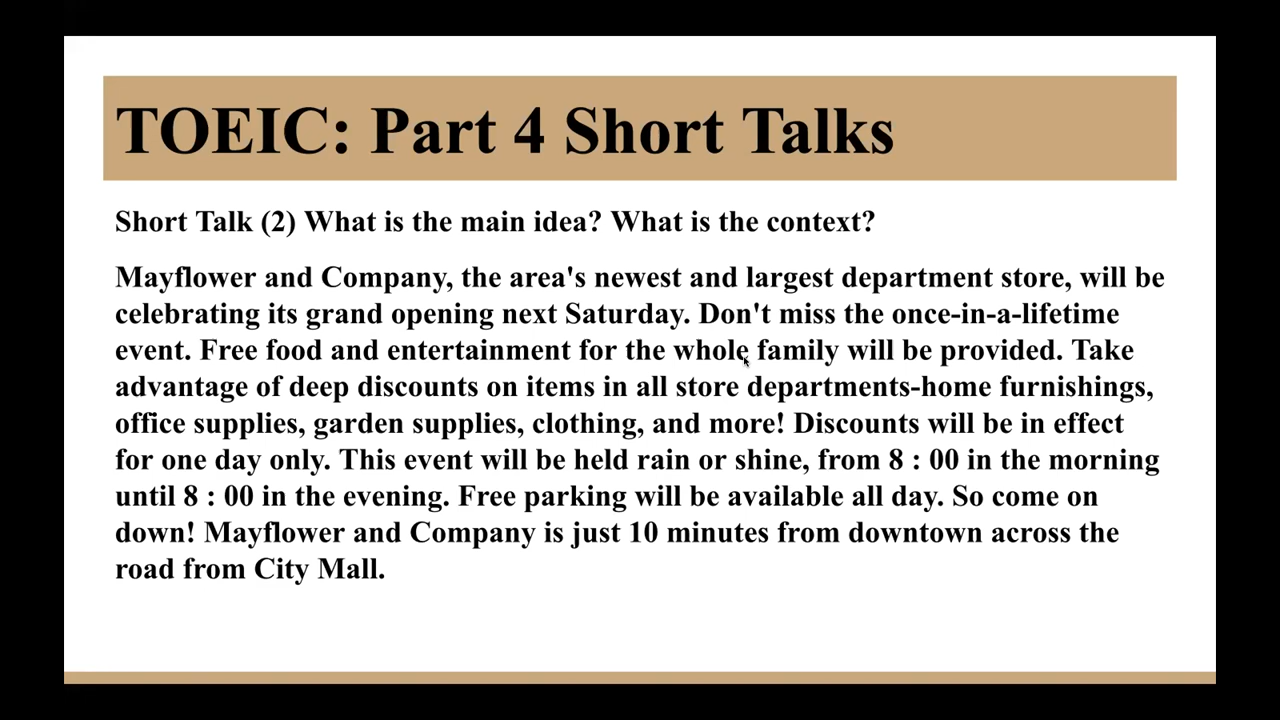 TOEIC: Part 4 Short Talks
Short Talk (2) What is the main idea? What is the context?
Mayflower and Company, the area's newest and largest department store, will be
celebrating its grand opening next Saturday. Don't miss the once-in-a-lifetime
event. Free food and entertainment for the whole family will be provided. Take
advantage of deep discounts on items in all store departments-home furnishings,
office supplies, garden supplies, clothing, and more! Discounts will be in effect
for one day only. This event will be held rain or shine, from 8 : 00 in the morning
until 8 : 00 in the evening. Free parking will be available all day. So come on
down! Mayflower and Company is just 10 minutes from downtown across the
road from City Mall.